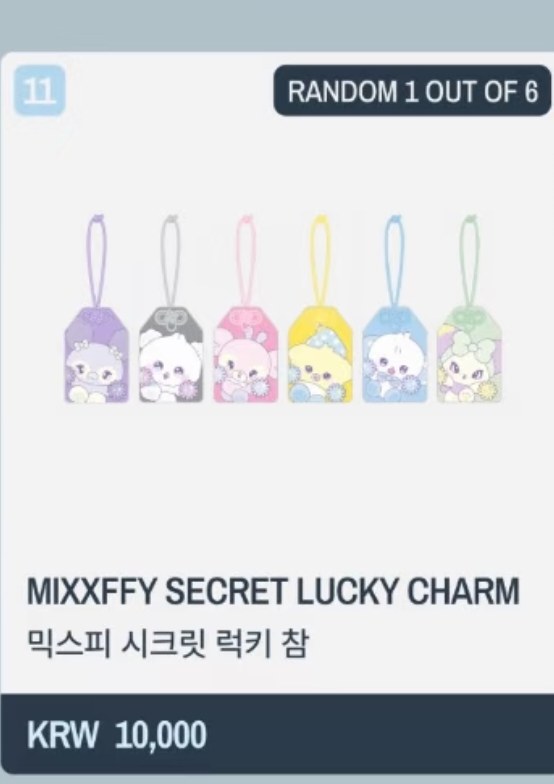 11
RANDOM 1 OUT OF 6
MIXXFFY SECRET LUCKY CHARM
믹스피 시크릿 럭키 참
KRW 10,000